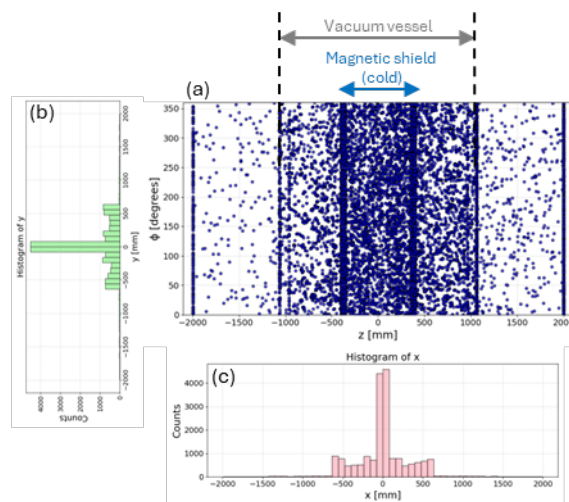 Vacuum vessel
Magnetic shield
(cold)
(a)
(b)
350
300
250
200
150
100
50
0
ϕ [degrees]
−2000 −1500 −1000 −500 0 500 1000 1500 2000
z [mm]
Histogram of y
2000
1500
1000
500
0
−500
−1000
−1500
−2000
y [mm]
4000 3000 2000 1000 0
Counts
Histogram of x
(c)
4000
3000
2000
1000
0
Counts
−2000 −1500 −1000 −500 0 500 1000 1500 2000
x [mm]